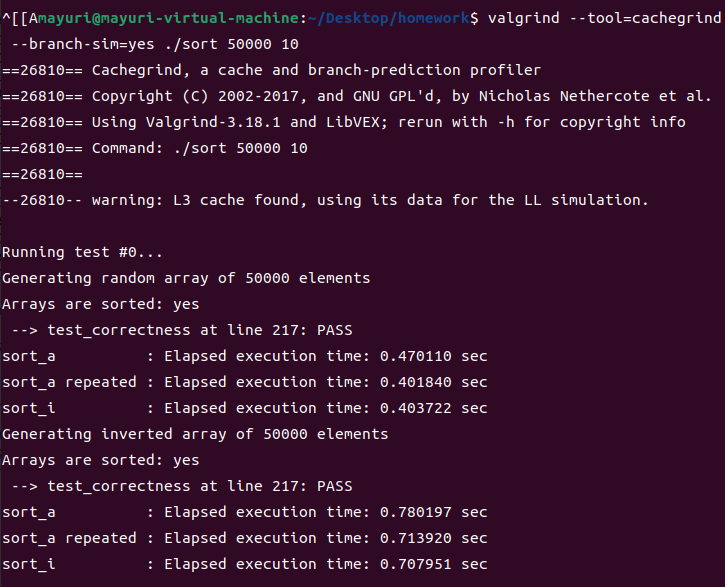 ^[[Amayuri@mayuri-virtual-machine:~/Desktop/homework$ valgrind --tool=cachegrind
 --branch-sim=yes ./sort 50000 10
==26810== Cachegrind, a cache and branch-prediction profiler
==26810== Copyright (C) 2002-2017, and GNU GPL'd, by Nicholas Nethercote et al.
==26810== Using Valgrind-3.18.1 and LibVEX; rerun with -h for copyright info
==26810== Command: ./sort 50000 10
==26810==
--26810-- warning: L3 cache found, using its data for the LL simulation.

Running test #0...
Generating random array of 50000 elements
Arrays are sorted: yes
 --> test_correctness at line 217: PASS
sort_a          : Elapsed execution time: 0.470110 sec
sort_a repeated : Elapsed execution time: 0.401840 sec
sort_i          : Elapsed execution time: 0.403722 sec
Generating inverted array of 50000 elements
Arrays are sorted: yes
 --> test_correctness at line 217: PASS
sort_a          : Elapsed execution time: 0.780197 sec
sort_a repeated : Elapsed execution time: 0.713920 sec
sort_i          : Elapsed execution time: 0.707951 sec